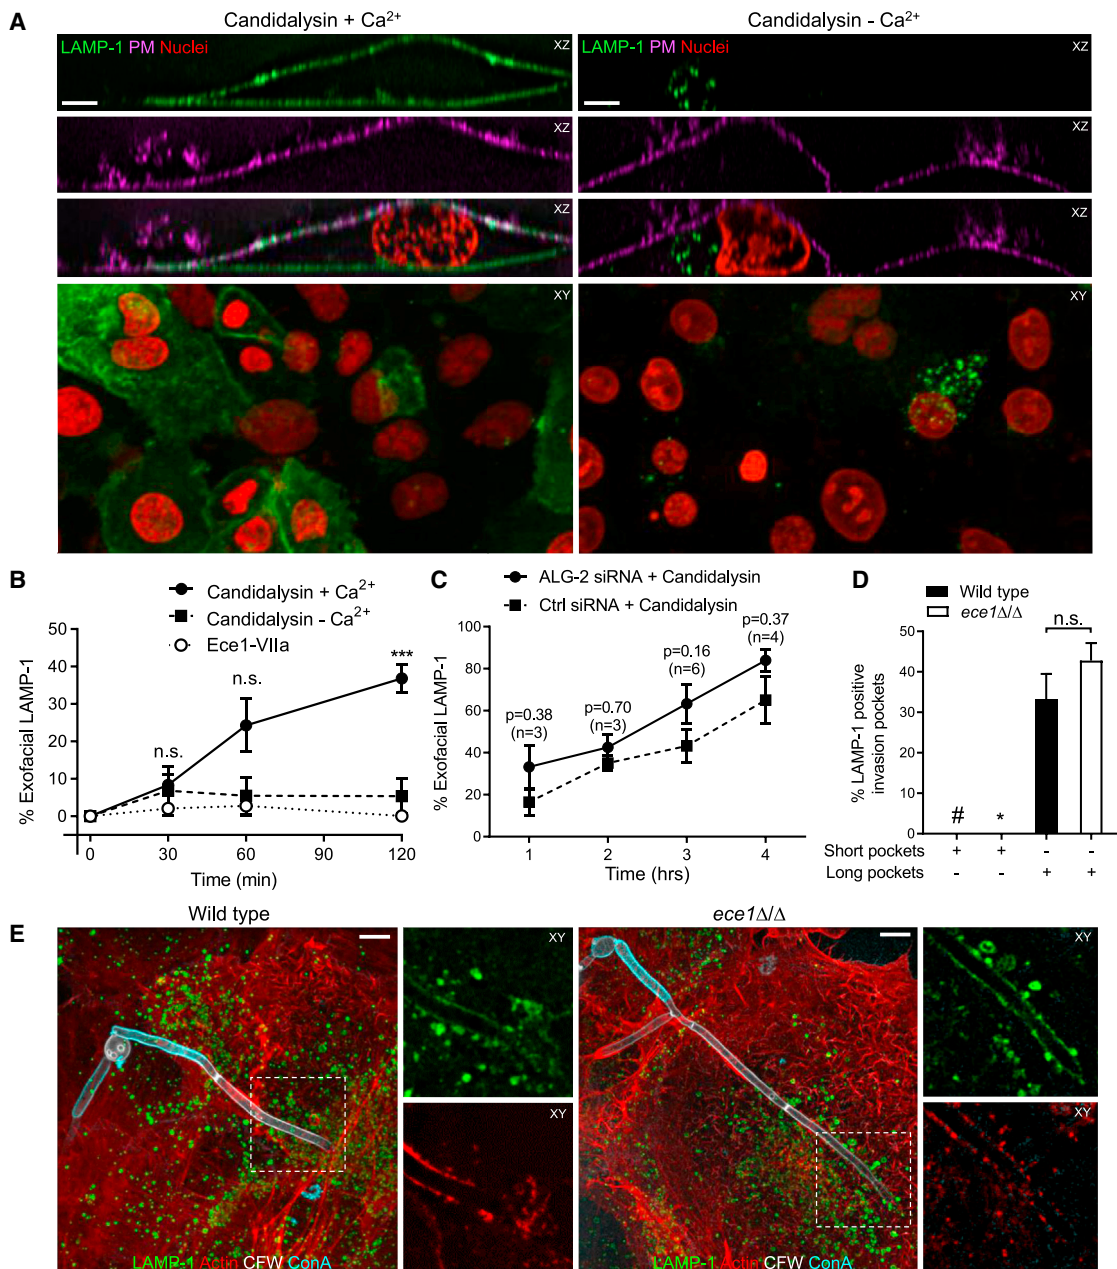 A
Candidalysin + Ca²⁺
Candidalysin - Ca²⁺
LAMP-1 PM Nuclei
XZ
XZ
XZ
XY
LAMP-1 PM Nuclei
XZ
XZ
XZ
XY
B
Candidalysin + Ca²⁺
Candidalysin - Ca²⁺
Ece1-VIIa
% Exofacial LAMP-1
50
40
30
20
10
0
n.s.
n.s.
***
0 30 60 90 120
Time (min)
C
ALG-2 siRNA + Candidalysin
Ctrl siRNA + Candidalysin
% Exofacial LAMP-1
100
80
60
40
20
0
p=0.38
(n=3)
p=0.70
(n=3)
p=0.16
(n=6)
p=0.37
(n=4)
1 2 3 4
Time (hrs)
D
Wild type
ece1Δ/Δ
n.s.
% LAMP-1 positive
invasion pockets
50
40
30
20
10
0
# *
Short pockets + + - -
Long pockets - - + +
E
Wild type
ece1Δ/Δ
XY
XY
XY
XY
LAMP-1 Actin CFW ConA
LAMP-1 Actin CFW ConA